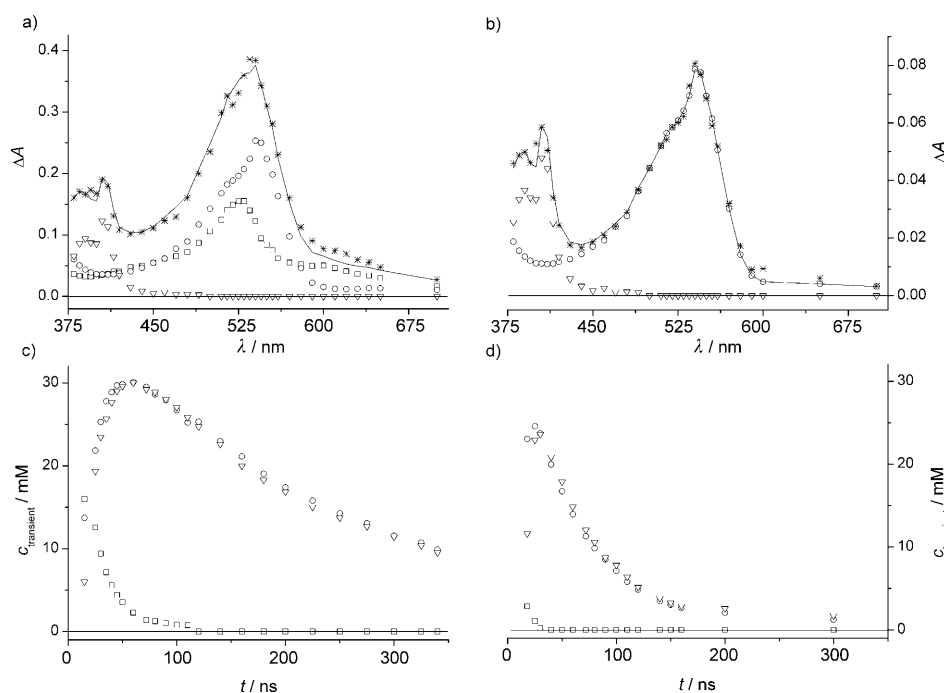 a)
b)
0.4
0.3
0.2
0.1
0.0
ΔA
375 450 525 600 675
λ / nm
0.08
0.06
0.04
0.02
0.00
ΔA
375 450 525 600 675
λ / nm
c)
d)
30
20
10
0
c transient / mM
0 100 200 300
t / ns
30
20
10
0
/ mM
0 100 200 300
t / ns